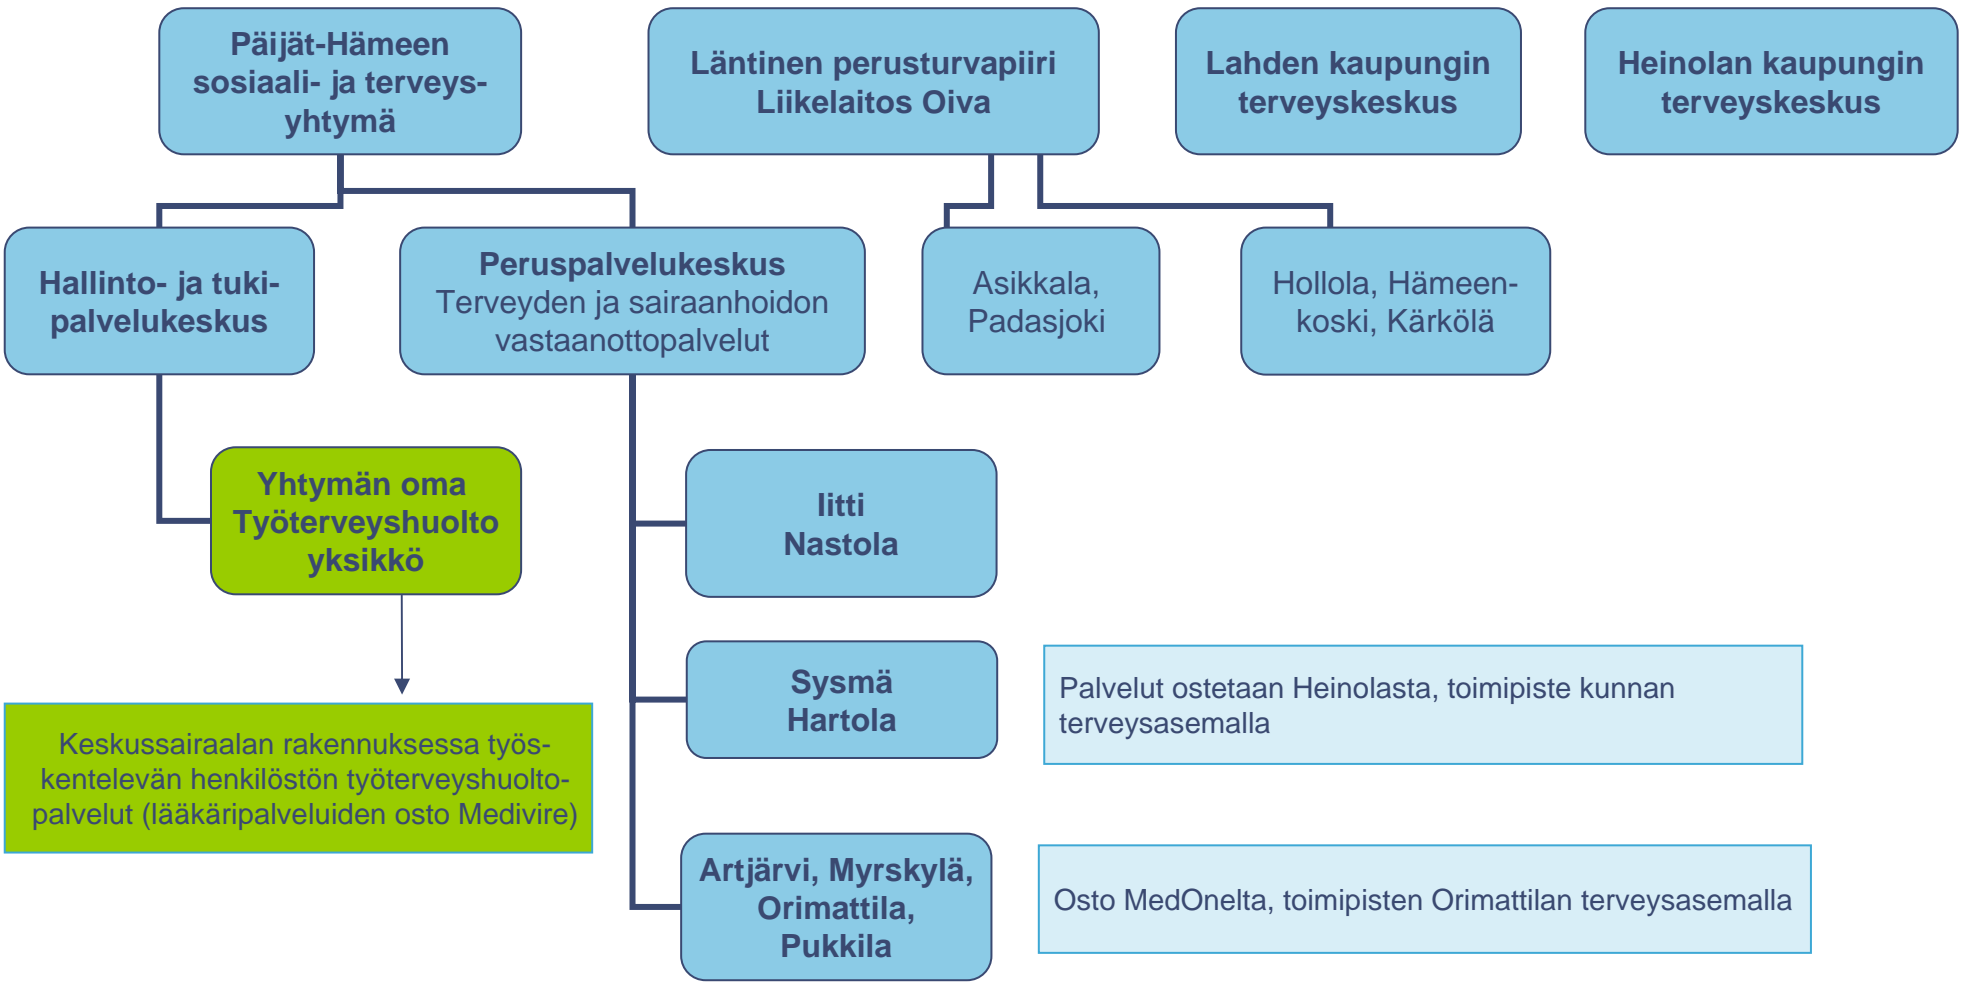 Päijät-Hämeen
sosiaali- ja terveys-
yhtymä
Läntinen perusturvapiiri
Liikelaitos Oiva
Lahden kaupungin
terveyskeskus
Heinolan kaupungin
terveyskeskus
Hallinto- ja tuki-
palvelukeskus
Peruspalvelukeskus
Terveyden ja sairaanhoidon
vastaanottopalvelut
Asikkala,
Padasjoki
Hollola, Hämeen-
koski, Kärkölä
Yhtymän oma
Työterveyshuolto
yksikkö
Iitti
Nastola
Sysmä
Hartola
Palvelut ostetaan Heinolasta, toimipiste kunnan
terveysasemalla
Keskussairaalan rakennuksessa työs-
kentelevän henkilöstön työterveyshuolto-
palvelut (lääkäripalveluiden osto Medivire)
Artjärvi, Myrskylä,
Orimattila,
Pukkila
Osto MedOnelta, toimipisten Orimattilan terveysasemalla